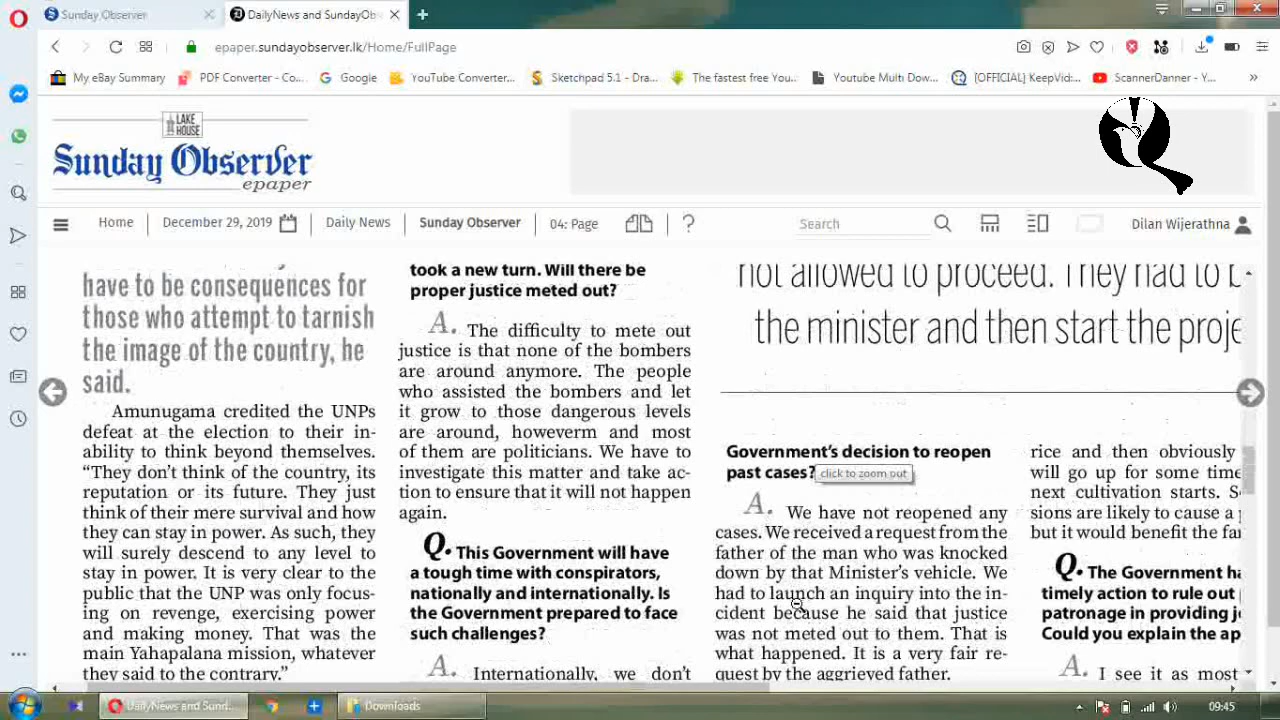 Sunday Observer
DailyNews and SundayOb
epaper.sundayobserver.lk/Home/FullPage
My eBay Summary
PDF Converter - Co...
Google
YouTube Converter...
Sketchpad 5.1 - Dra...
The fastest free You...
Youtube Multi Dow...
[OFFICIAL] KeepVid:...
ScannerDanner - Y...
LAKE
HOUSE
Sunday Observer
epaper
Home
December 29, 2019
Daily News
Sunday Observer
04: Page
?
Search
Dilan Wijerathna
have to be consequences for
those who attempt to tarnish
the image of the country, he
said.
Amunugama credited the UNPs
defeat at the election to their in-
ability to think beyond themselves.
“They don’t think of the country, its
reputation or its future. They just
think of their mere survival and how
they can stay in power. As such, they
will surely descend to any level to
stay in power. It is very clear to the
public that the UNP was only focus-
ing on revenge, exercising power
and making money. That was the
main Yahapalana mission, whatever
they said to the contrary.”
took a new turn. Will there be
proper justice meted out?
A. The difficulty to mete out
justice is that none of the bombers
are around anymore. The people
who assisted the bombers and let
it grow to those dangerous levels
are around, howeverm and most
of them are politicians. We have to
investigate this matter and take ac-
tion to ensure that it will not happen
again.
Q. This Government will have
a tough time with conspirators,
nationally and internationally. Is
the Government prepared to face
such challenges?
A. Internationally, we don’t
not allowed to proceed. They had to b
the minister and then start the proje
Government’s decision to reopen
past cases?
click to zoom out
A. We have not reopened any
cases. We received a request from the
father of the man who was knocked
down by that Minister’s vehicle. We
had to launch an inquiry into the in-
cident because he said that justice
was not meted out to them. That is
what happened. It is a very fair re-
quest by the aggrieved father.
rice and then obviously
will go up for some time
next cultivation starts. S
sions are likely to cause a
but it would benefit the fa
Q. The Government ha
timely action to rule out
patronage in providing j
Could you explain the ap
A. I see it as most
DailyNews and Sund...
Downloads
09:45